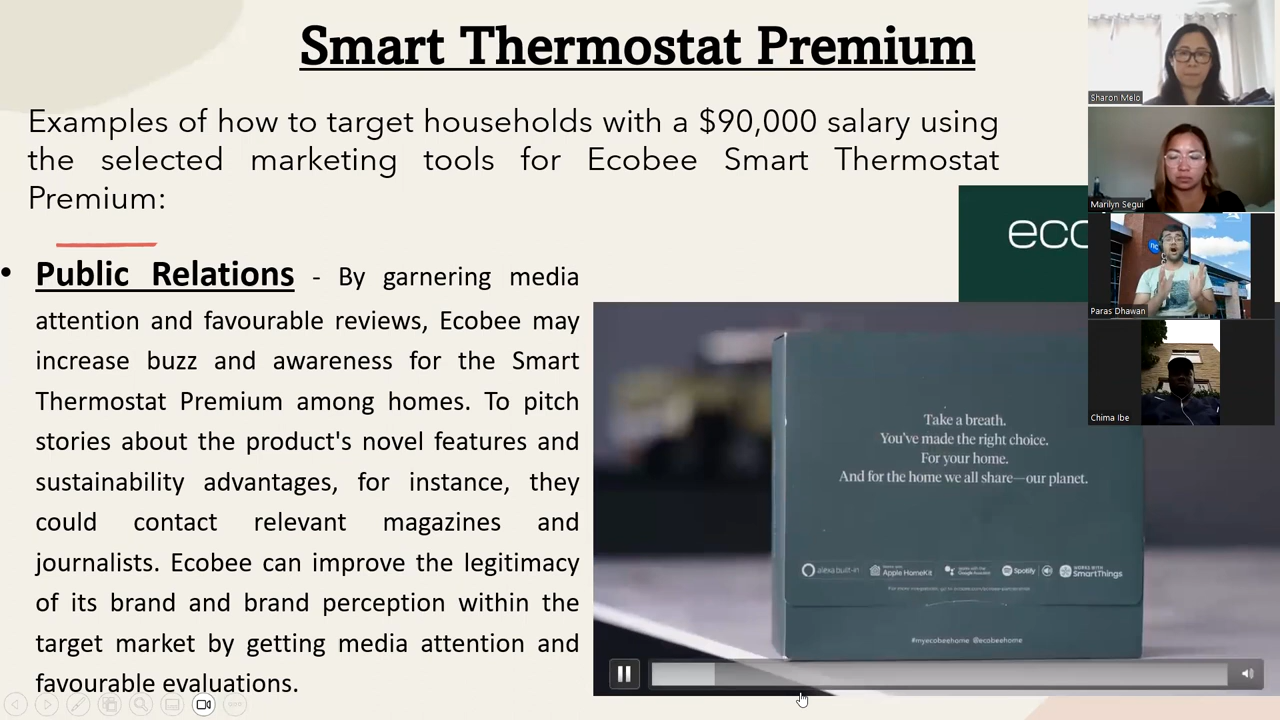 Smart Thermostat Premium
Examples of how to target households with a $90,000 salary using
the selected marketing tools for Ecobee Smart Thermostat
Premium:
• Public Relations - By garnering media
attention and favourable reviews, Ecobee may
increase buzz and awareness for the Smart
Thermostat Premium among homes. To pitch
stories about the product's novel features and
sustainability advantages, for instance, they
could contact relevant magazines and
journalists. Ecobee can improve the legitimacy
of its brand and brand perception within the
target market by getting media attention and
favourable evaluations.
eco
Take a breath.
You've made the right choice.
For your home.
And for the home we all share—our planet.
alexa built-in
Apple HomeKit
Google Assistant
Spotify
WORKS WITH
SmartThings
#myecobeehome @ecobeehome
Sharon Melo
Marilyn Segui
Paras Dhawan
Chima Ibe